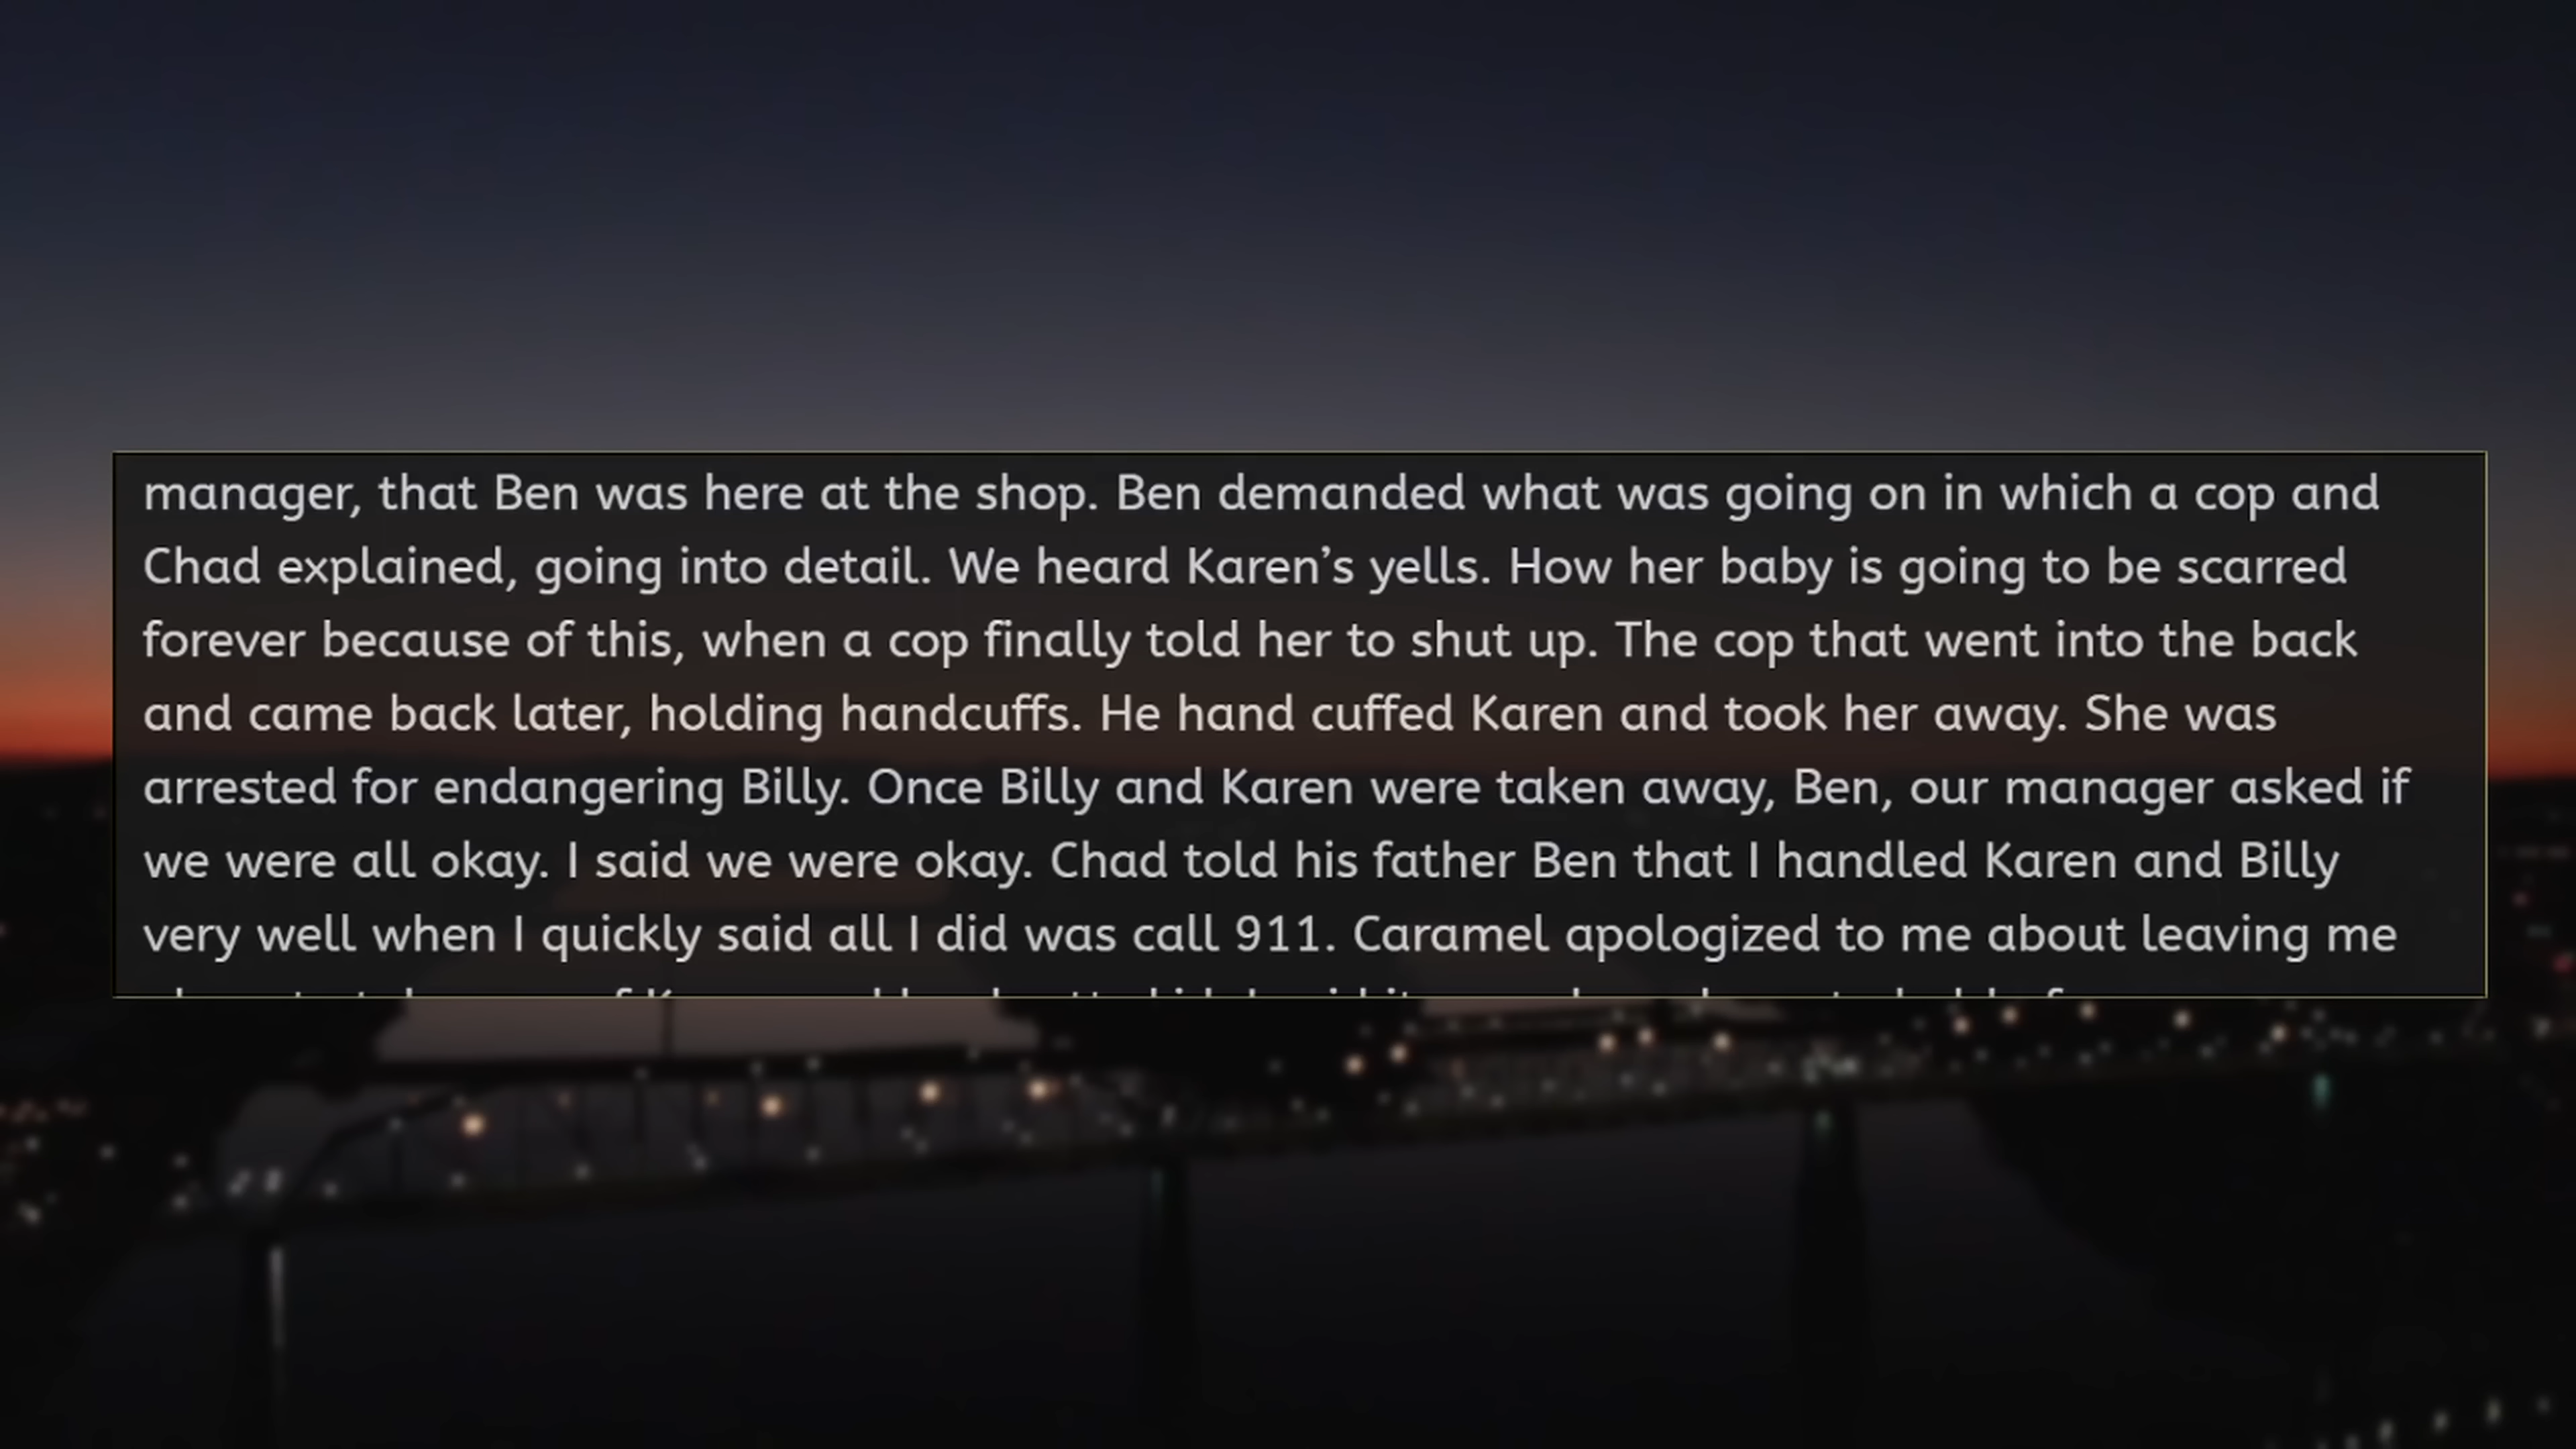 manager, that Ben was here at the shop. Ben demanded what was going on in which a cop and
Chad explained, going into detail. We heard Karen’s yells. How her baby is going to be scarred
forever because of this, when a cop finally told her to shut up. The cop that went into the back
and came back later, holding handcuffs. He hand cuffed Karen and took her away. She was
arrested for endangering Billy. Once Billy and Karen were taken away, Ben, our manager asked if
we were all okay. I said we were okay. Chad told his father Ben that I handled Karen and Billy
very well when I quickly said all I did was call 911. Caramel apologized to me about leaving me